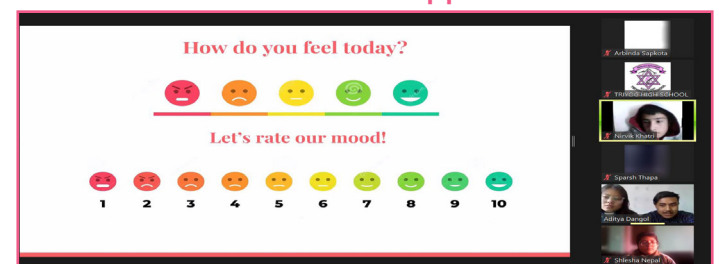 How do you feel today?
Let's rate our mood!
1 2 3 4 5 6 7 8 9 10
Arbinda Sapkota
TRIYOG HIGH SCHOOL
Nirvik Khatri
Sparsh Thapa
Aditya Dangol
Shlesha Nepal